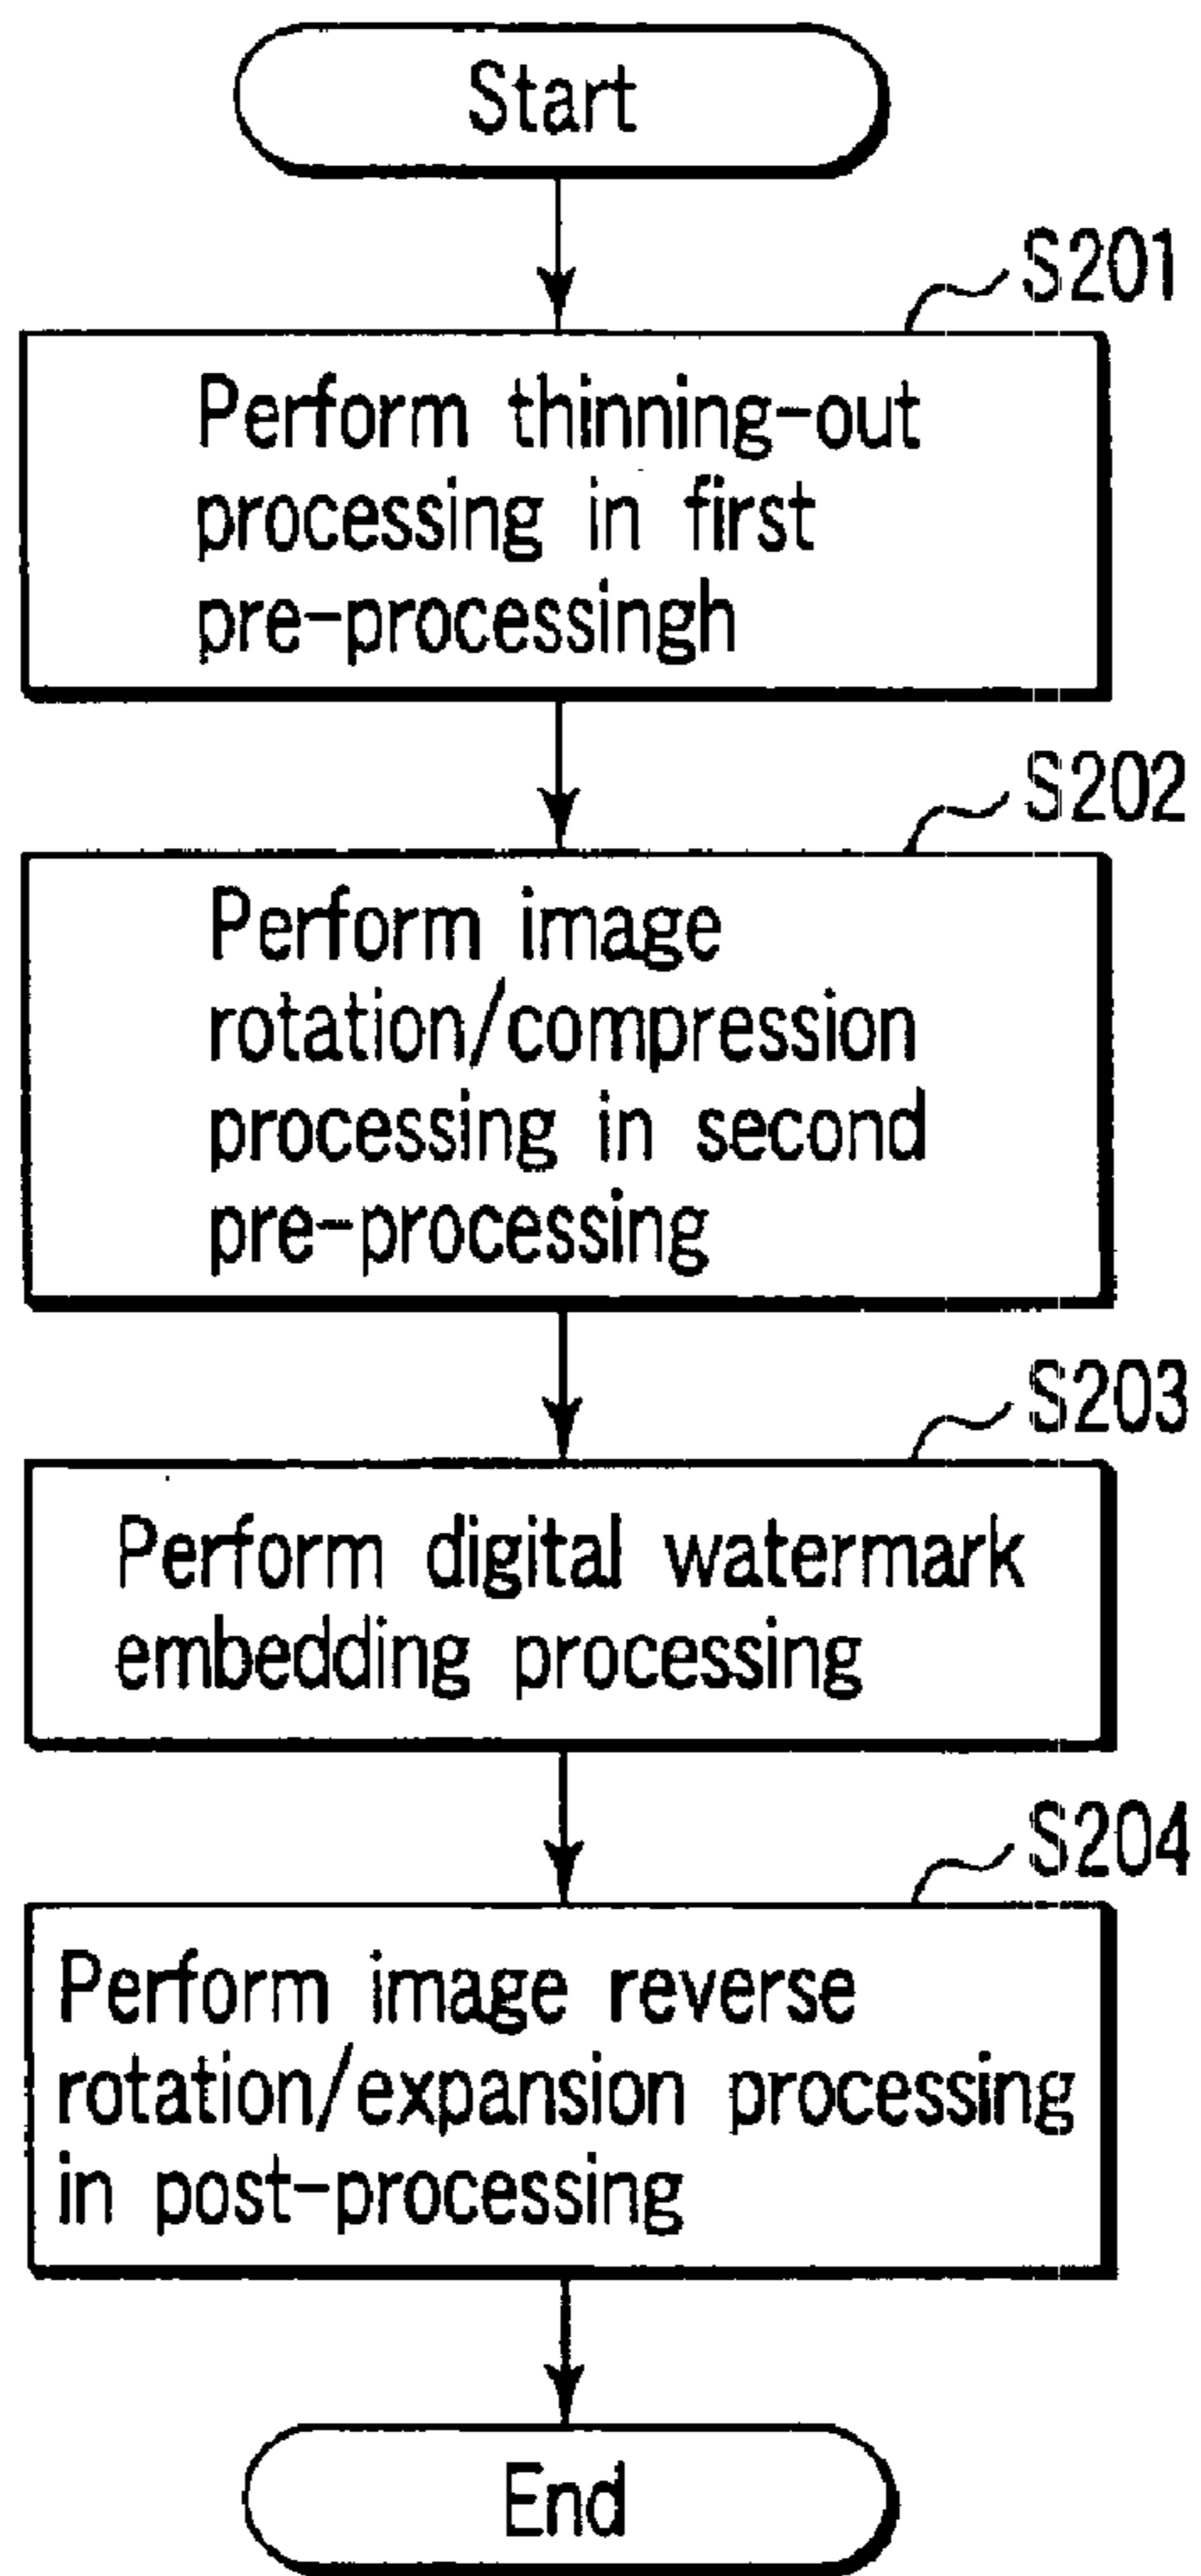 Start
S201
Perform thinning-out
processing in first
pre-processingh
S202
Perform image
rotation/compression
processing in second
pre-processing
S203
Perform digital watermark
embedding processing
S204
Perform image reverse
rotation/expansion processing
in post-processing
End